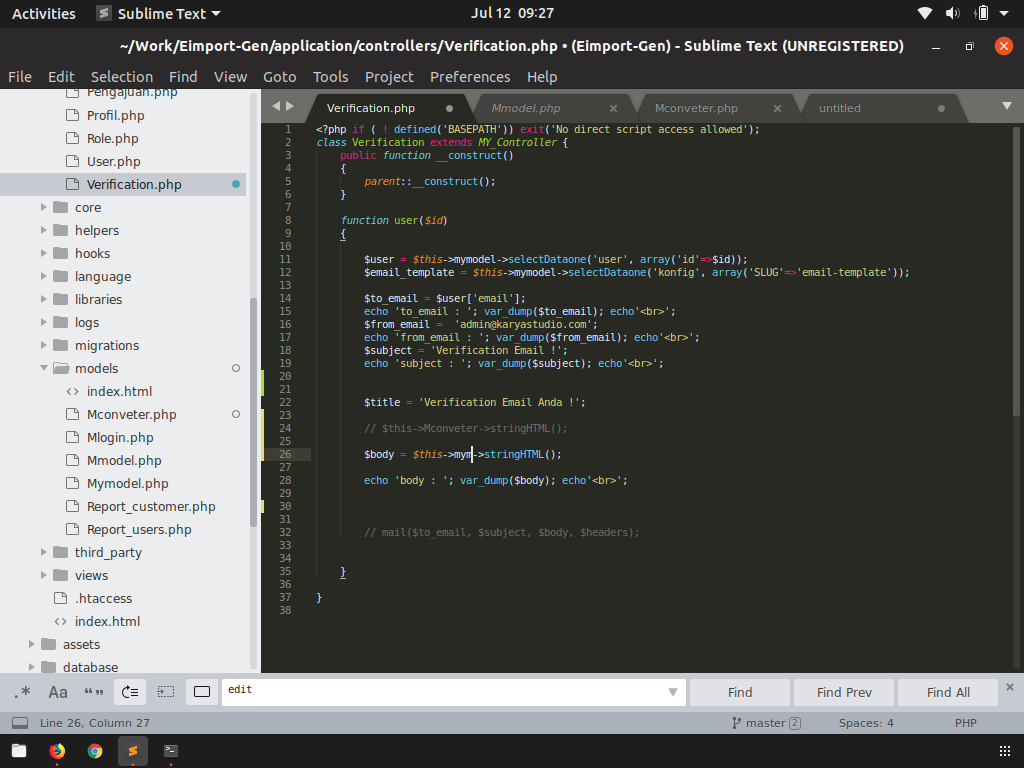 Activities Sublime Text Jul 12 09:27
~/Work/Eimport-Gen/application/controllers/Verification.php • (Eimport-Gen) - Sublime Text (UNREGISTERED)
File Edit Selection Find View Goto Tools Project Preferences Help
Pengajuan.php
Profil.php
Role.php
User.php
Verification.php
core
helpers
hooks
language
libraries
logs
migrations
models
index.html
Mconveter.php
Mlogin.php
Mmodel.php
Mymodel.php
Report_customer.php
Report_users.php
third_party
views
.htaccess
index.html
assets
database
Verification.php Mmodel.php Mconveter.php untitled
1 <?php if ( ! defined('BASEPATH')) exit('No direct script access allowed');
2 class Verification extends MY_Controller {
3 public function __construct()
4 {
5 parent::__construct();
6 }
7
8 function user($id)
9 {
10
11 $user = $this->mymodel->selectDataone('user', array('id'=>$id));
12 $email_template = $this->mymodel->selectDataone('konfig', array('SLUG'=>'email-template'));
13
14 $to_email = $user['email'];
15 echo 'to_email : '; var_dump($to_email); echo'<br>';
16 $from_email =  'admin@karyastudio.com';
17 echo 'from_email : '; var_dump($from_email); echo'<br>';
18 $subject = 'Verification Email !';
19 echo 'subject : '; var_dump($subject); echo'<br>';
20
21
22 $title = 'Verification Email Anda !';
23
24 // $this->Mconveter->stringHTML();
25
26 $body = $this->mym->stringHTML();
27
28 echo 'body : '; var_dump($body); echo'<br>';
29
30
31
32 // mail($to_email, $subject, $body, $headers);
33
34
35 }
36
37 }
38
.* Aa “” edit Find Find Prev Find All
Line 26, Column 27 master 2 Spaces: 4 PHP